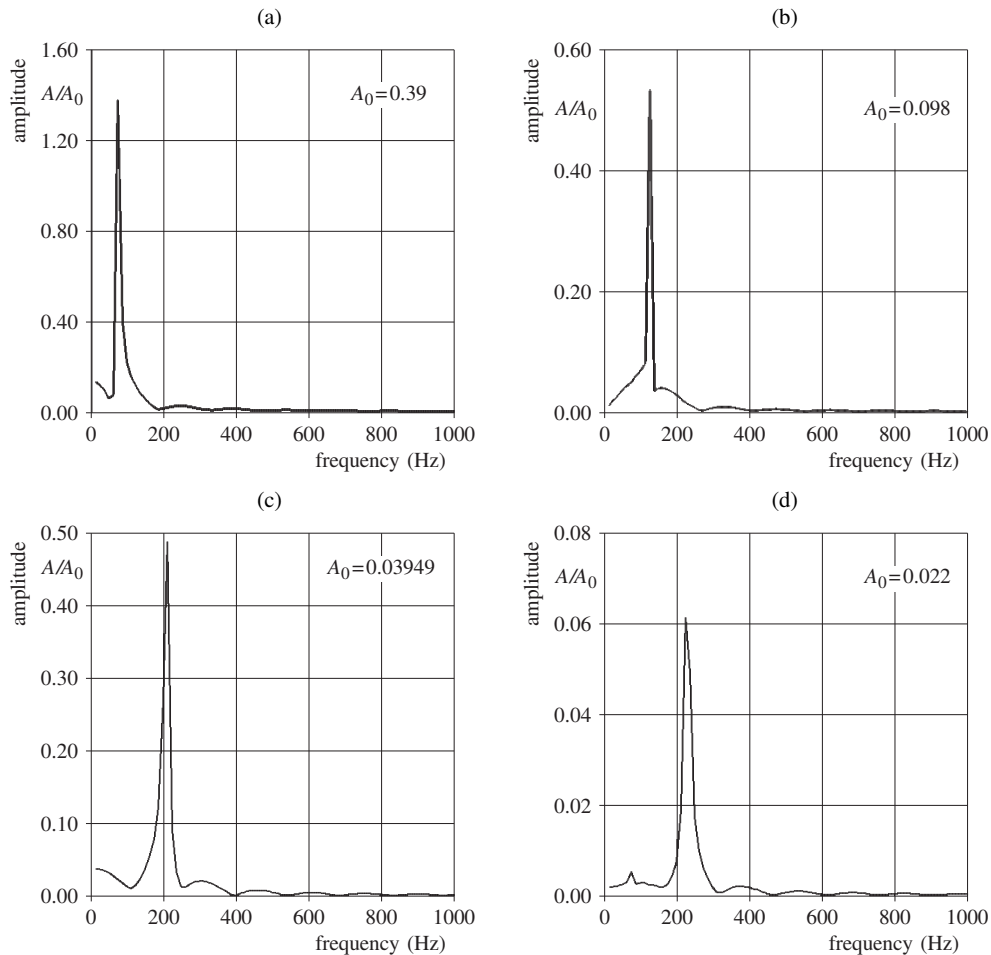 (a)
amplitude
A/A0
A0=0.39
1.60
1.20
0.80
0.40
0.00
0 200 400 600 800 1000
frequency (Hz)
(b)
amplitude
A/A0
A0=0.098
0.60
0.40
0.20
0.00
0 200 400 600 800 1000
frequency (Hz)
(c)
amplitude
A/A0
A0=0.03949
0.50
0.40
0.30
0.20
0.10
0.00
0 200 400 600 800 1000
frequency (Hz)
(d)
amplitude
A/A0
A0=0.022
0.08
0.06
0.04
0.02
0.00
0 200 400 600 800 1000
frequency (Hz)